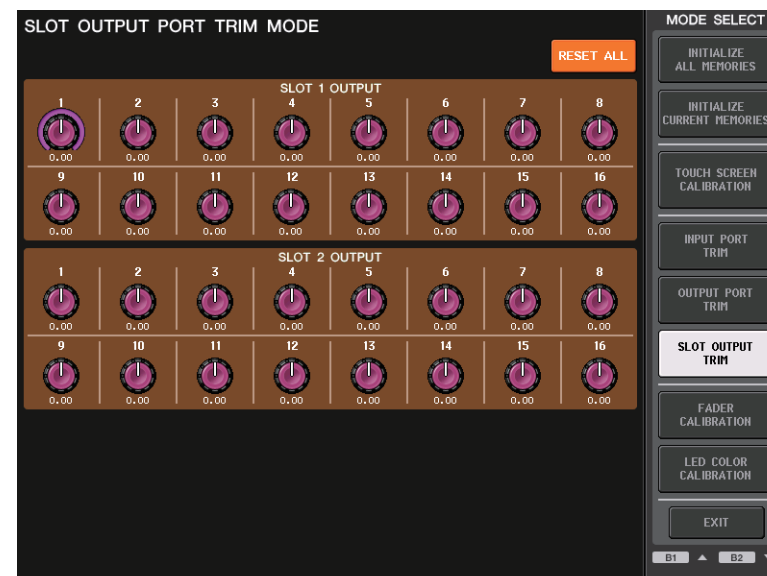 SLOT OUTPUT PORT TRIM MODE
RESET ALL
SLOT 1 OUTPUT
1 2 3 4 5 6 7 8
0.00 0.00 0.00 0.00 0.00 0.00 0.00 0.00
9 10 11 12 13 14 15 16
0.00 0.00 0.00 0.00 0.00 0.00 0.00 0.00
SLOT 2 OUTPUT
1 2 3 4 5 6 7 8
0.00 0.00 0.00 0.00 0.00 0.00 0.00 0.00
9 10 11 12 13 14 15 16
0.00 0.00 0.00 0.00 0.00 0.00 0.00 0.00
MODE SELECT
INITIALIZE
ALL MEMORIES
INITIALIZE
CURRENT MEMORIES
TOUCH SCREEN
CALIBRATION
INPUT PORT
TRIM
OUTPUT PORT
TRIM
SLOT OUTPUT
TRIM
FADER
CALIBRATION
LED COLOR
CALIBRATION
EXIT
B1 B2